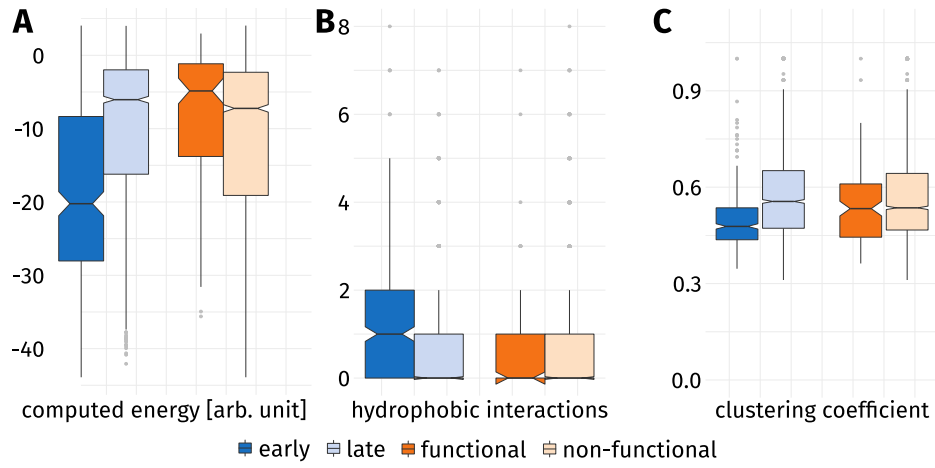 A
0
-10
-20
-30
-40
computed energy [arb. unit]
B
8
6
4
2
0
hydrophobic interactions
C
0.9
0.6
0.3
0.0
clustering coefficient
early late functional non-functional